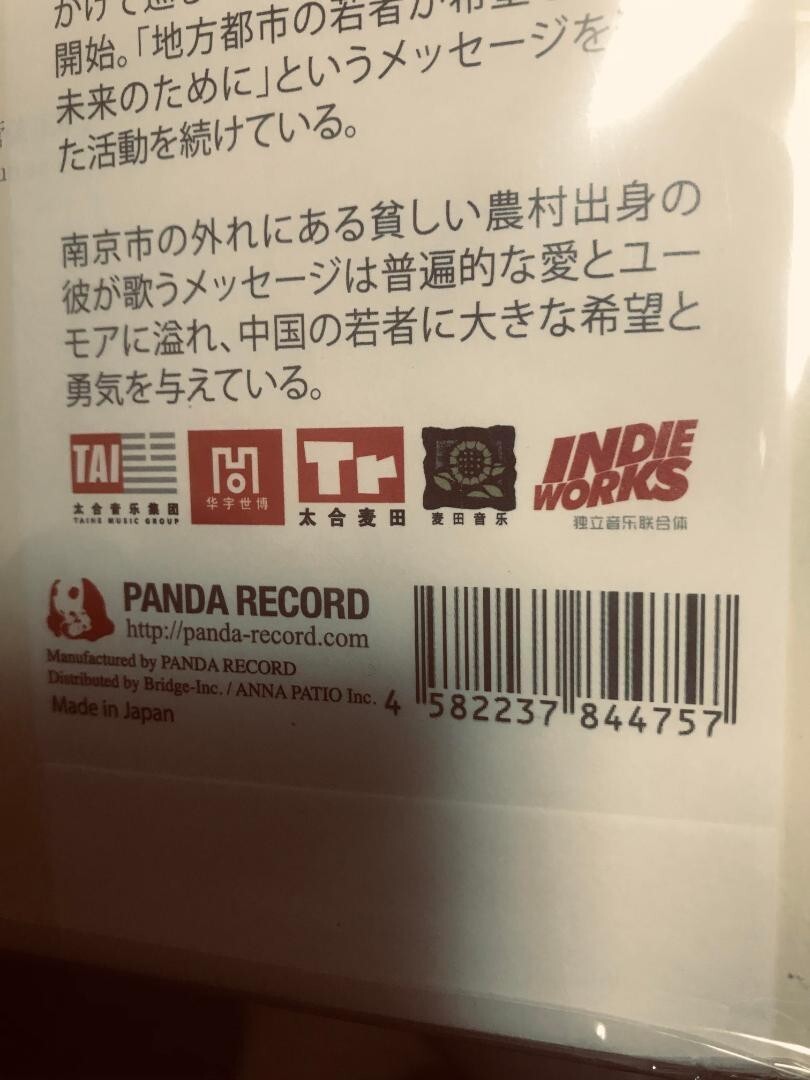 かけて巡
開始。「地方都市の若者が希望
未来のために」というメッセージを
た活動を続けている。
南京市の外れにある貧しい農村出身の
彼が歌うメッセージは普遍的な愛とユー
モアに溢れ、中国の若者に大きな希望と
勇気を与えている。
TAI
太合音乐集团
TAIHE MUSIC GROUP
华宇世博
Tr
太合麦田
麦田音乐
INDIE
WORKS
独立音乐联合体
PANDA RECORD
http://panda-record.com
Manufactured by PANDA RECORD
Distributed by Bridge-Inc. / ANNA PATIO Inc.
Made in Japan
4 582237 844757